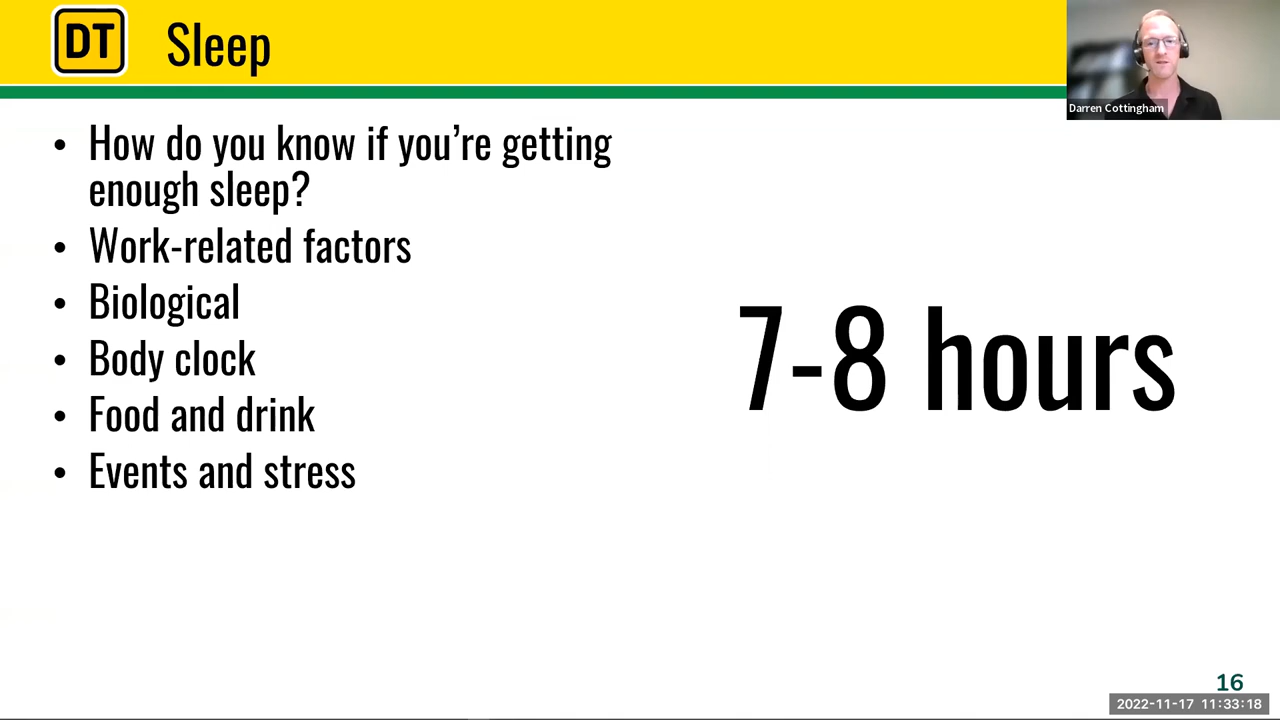 DT
Sleep
Darren Cottingham
• How do you know if you’re getting
enough sleep?
• Work-related factors
• Biological
• Body clock
• Food and drink
• Events and stress
7-8 hours
16
2022-11-17 11:33:18